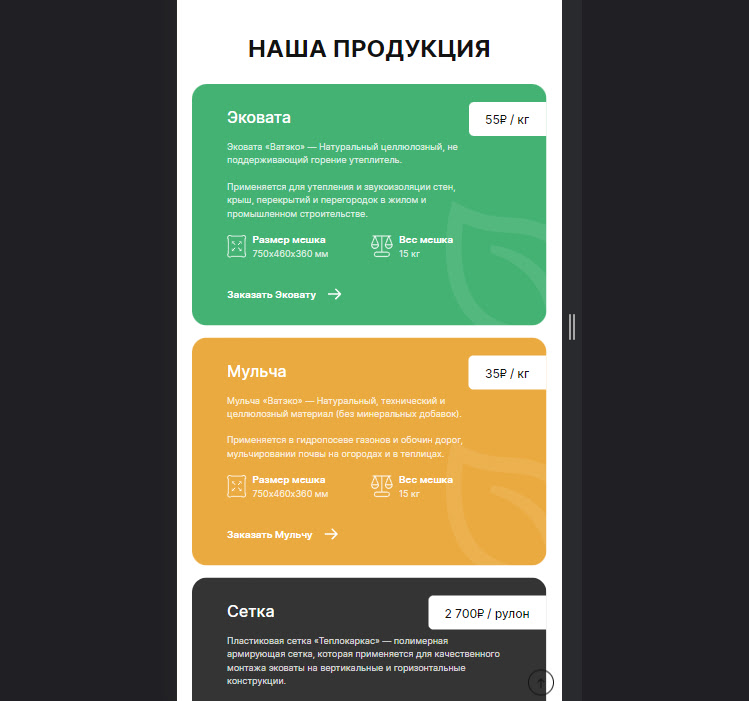 НАША ПРОДУКЦИЯ
Эковата
55₽ / кг
Эковата «Ватэко» — Натуральный целлюлозный, не
поддерживающий горение утеплитель.
Применяется для утепления и звукоизоляции стен,
крыш, перекрытий и перегородок в жилом и
промышленном строительстве.
Размер мешка
750х460х360 мм
Вес мешка
15 кг
Заказать Эковату
Мульча
35₽ / кг
Мульча «Ватэко» — Натуральный, технический и
целлюлозный материал (без минеральных добавок).
Применяется в гидропосеве газонов и обочин дорог,
мульчировании почвы на огородах и в теплицах.
Размер мешка
750х460х360 мм
Вес мешка
15 кг
Заказать Мульчу
Сетка
2 700₽ / рулон
Пластиковая сетка «Теплокаркас» — полимерная
армирующая сетка, которая применяется для качественного
монтажа эковаты на вертикальные и горизонтальные
конструкции.